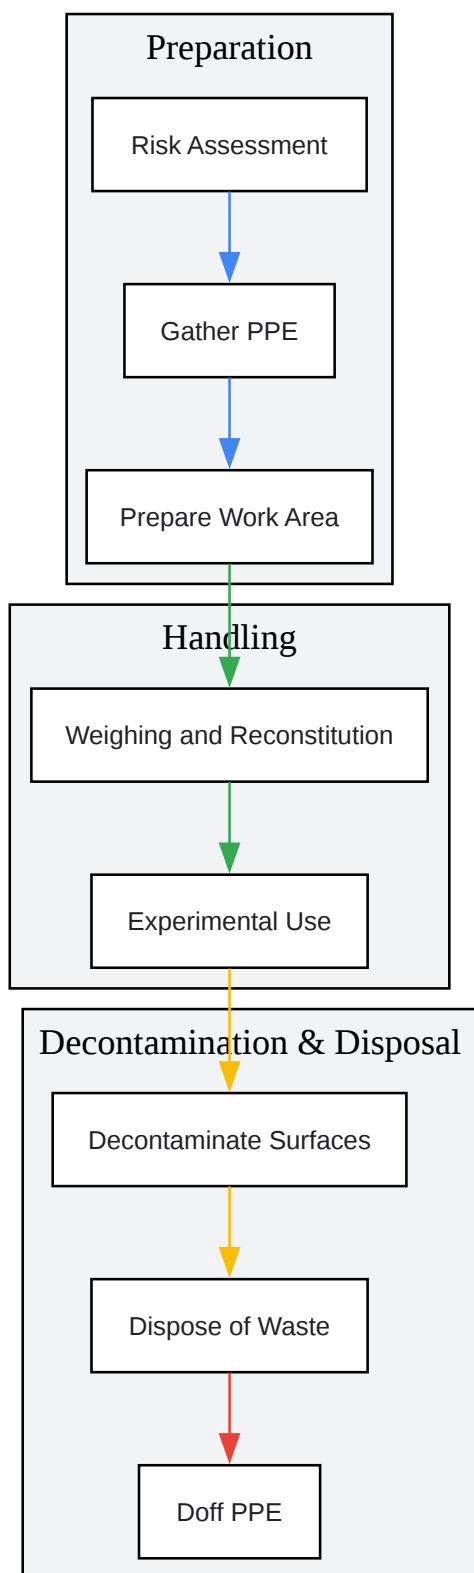 Preparation
Risk Assessment
Gather PPE
Prepare Work Area
Handling
Weighing and Reconstitution
Experimental Use
Decontamination & Disposal
Decontaminate Surfaces
Dispose of Waste
Doff PPE